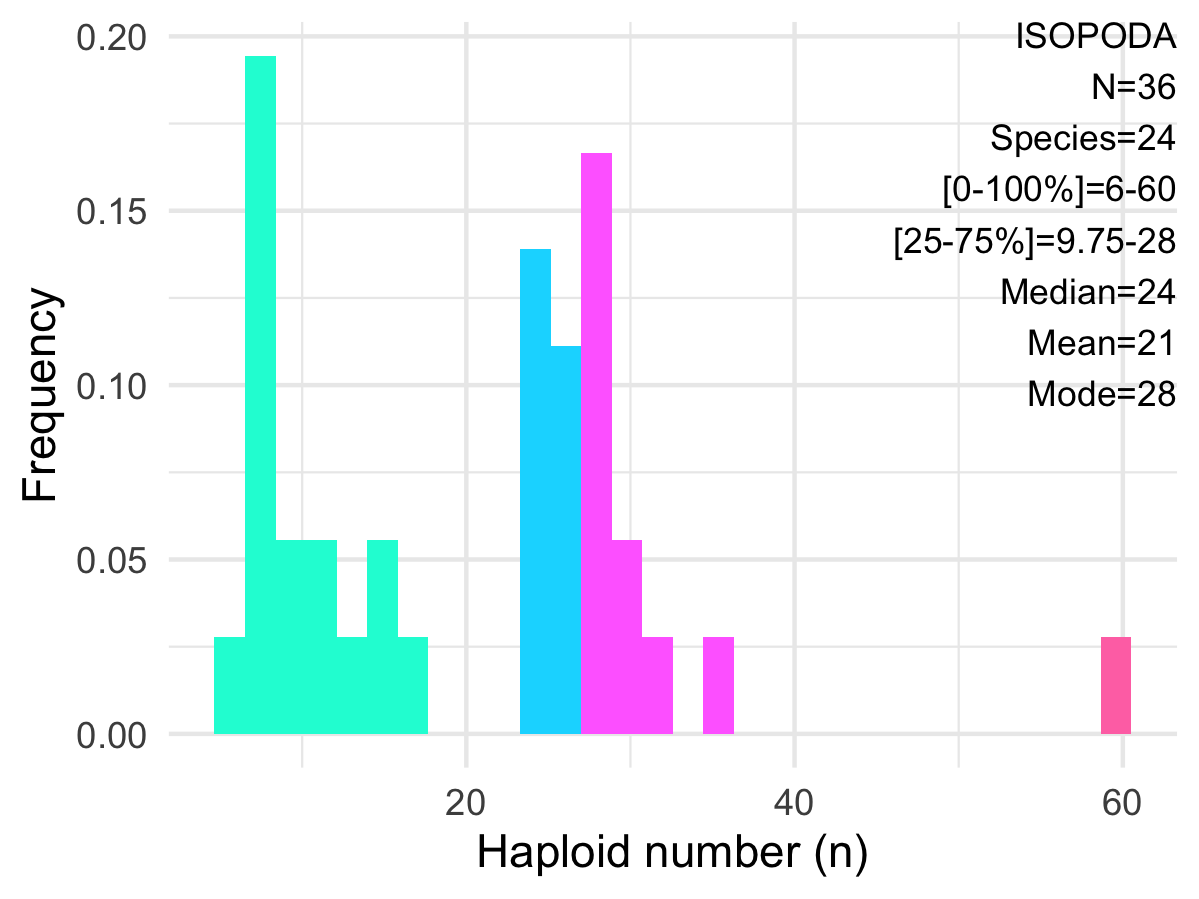 ISOPODA
N=36
Species=24
[0-100%]=6-60
[25-75%]=9.75-28
Median=24
Mean=21
Mode=28
Frequency
0.20
0.15
0.10
0.05
0.00
20 40 60
Haploid number (n)